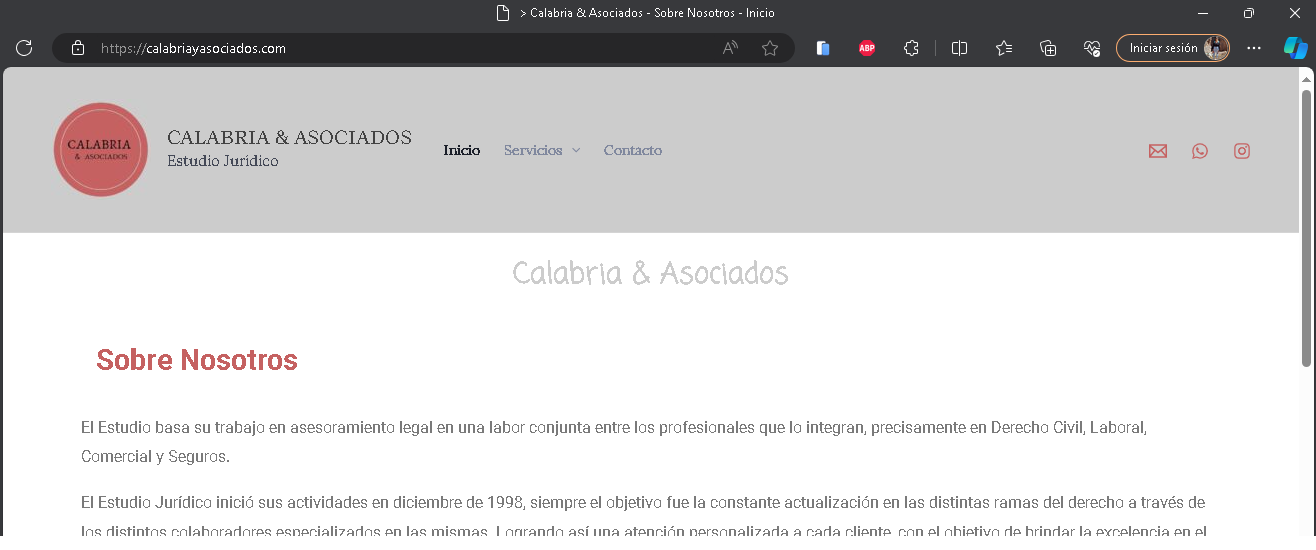 > Calabria & Asociados - Sobre Nosotros - Inicio
https://calabriayasociados.com
A
ABP
Iniciar sesión
CALABRIA
& ASOCIADOS
CALABRIA & ASOCIADOS
Estudio Jurídico
Inicio
Servicios
Contacto
Calabria & Asociados
Sobre Nosotros
El Estudio basa su trabajo en asesoramiento legal en una labor conjunta entre los profesionales que lo integran, precisamente en Derecho Civil, Laboral,
Comercial y Seguros.
El Estudio Jurídico inició sus actividades en diciembre de 1998, siempre el objetivo fue la constante actualización en las distintas ramas del derecho a través de
los distintos colaboradores especializados en las mismas. Logrando así una atención personalizada a cada cliente, con el objetivo de brindar la excelencia en el